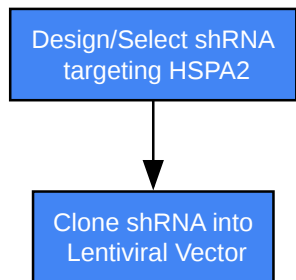 Design/Select shRNA
targeting HSPA2
Clone shRNA into
Lentiviral Vector